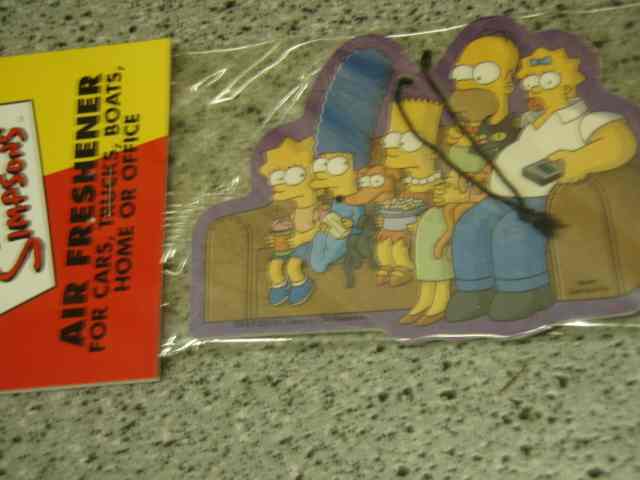 SIMPSONS
AIR FRESHENER
FOR CARS, TRUCKS, BOATS,
HOME OR OFFICE